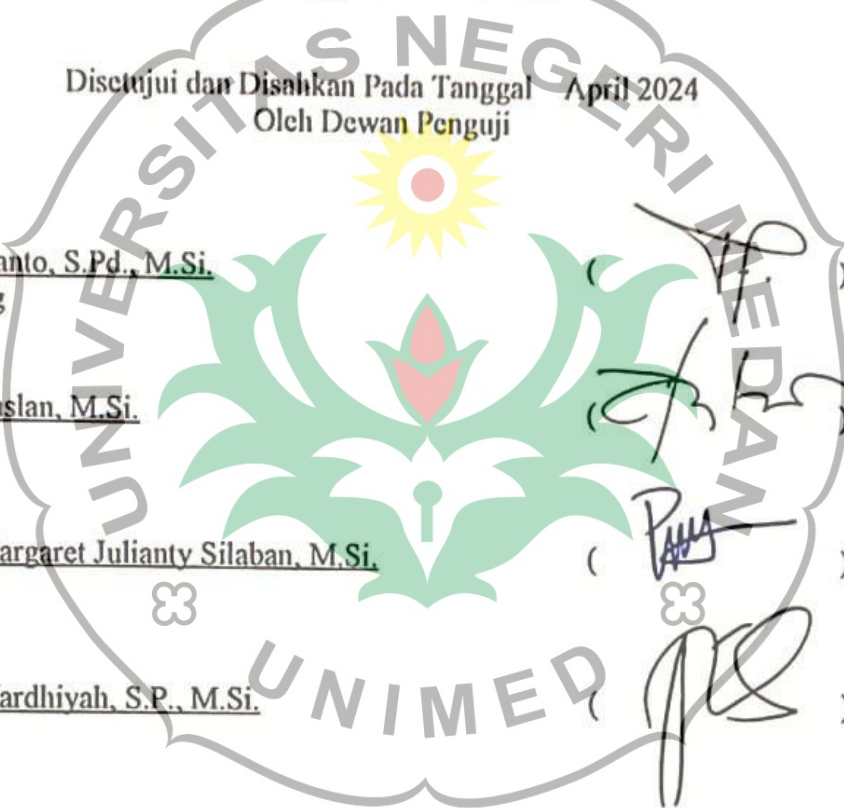 UNIVERSITAS NEGERI MEDAN
Disetujui dan Disahkan Pada Tanggal April 2024
Oleh Dewan Penguji
anto, S.Pd., M.Si. ( )
g
aslan, M.Si. ( )
argaret Julianty Silaban, M.Si. ( )
ardhiyah, S.P., M.Si. ( )
UNIMED